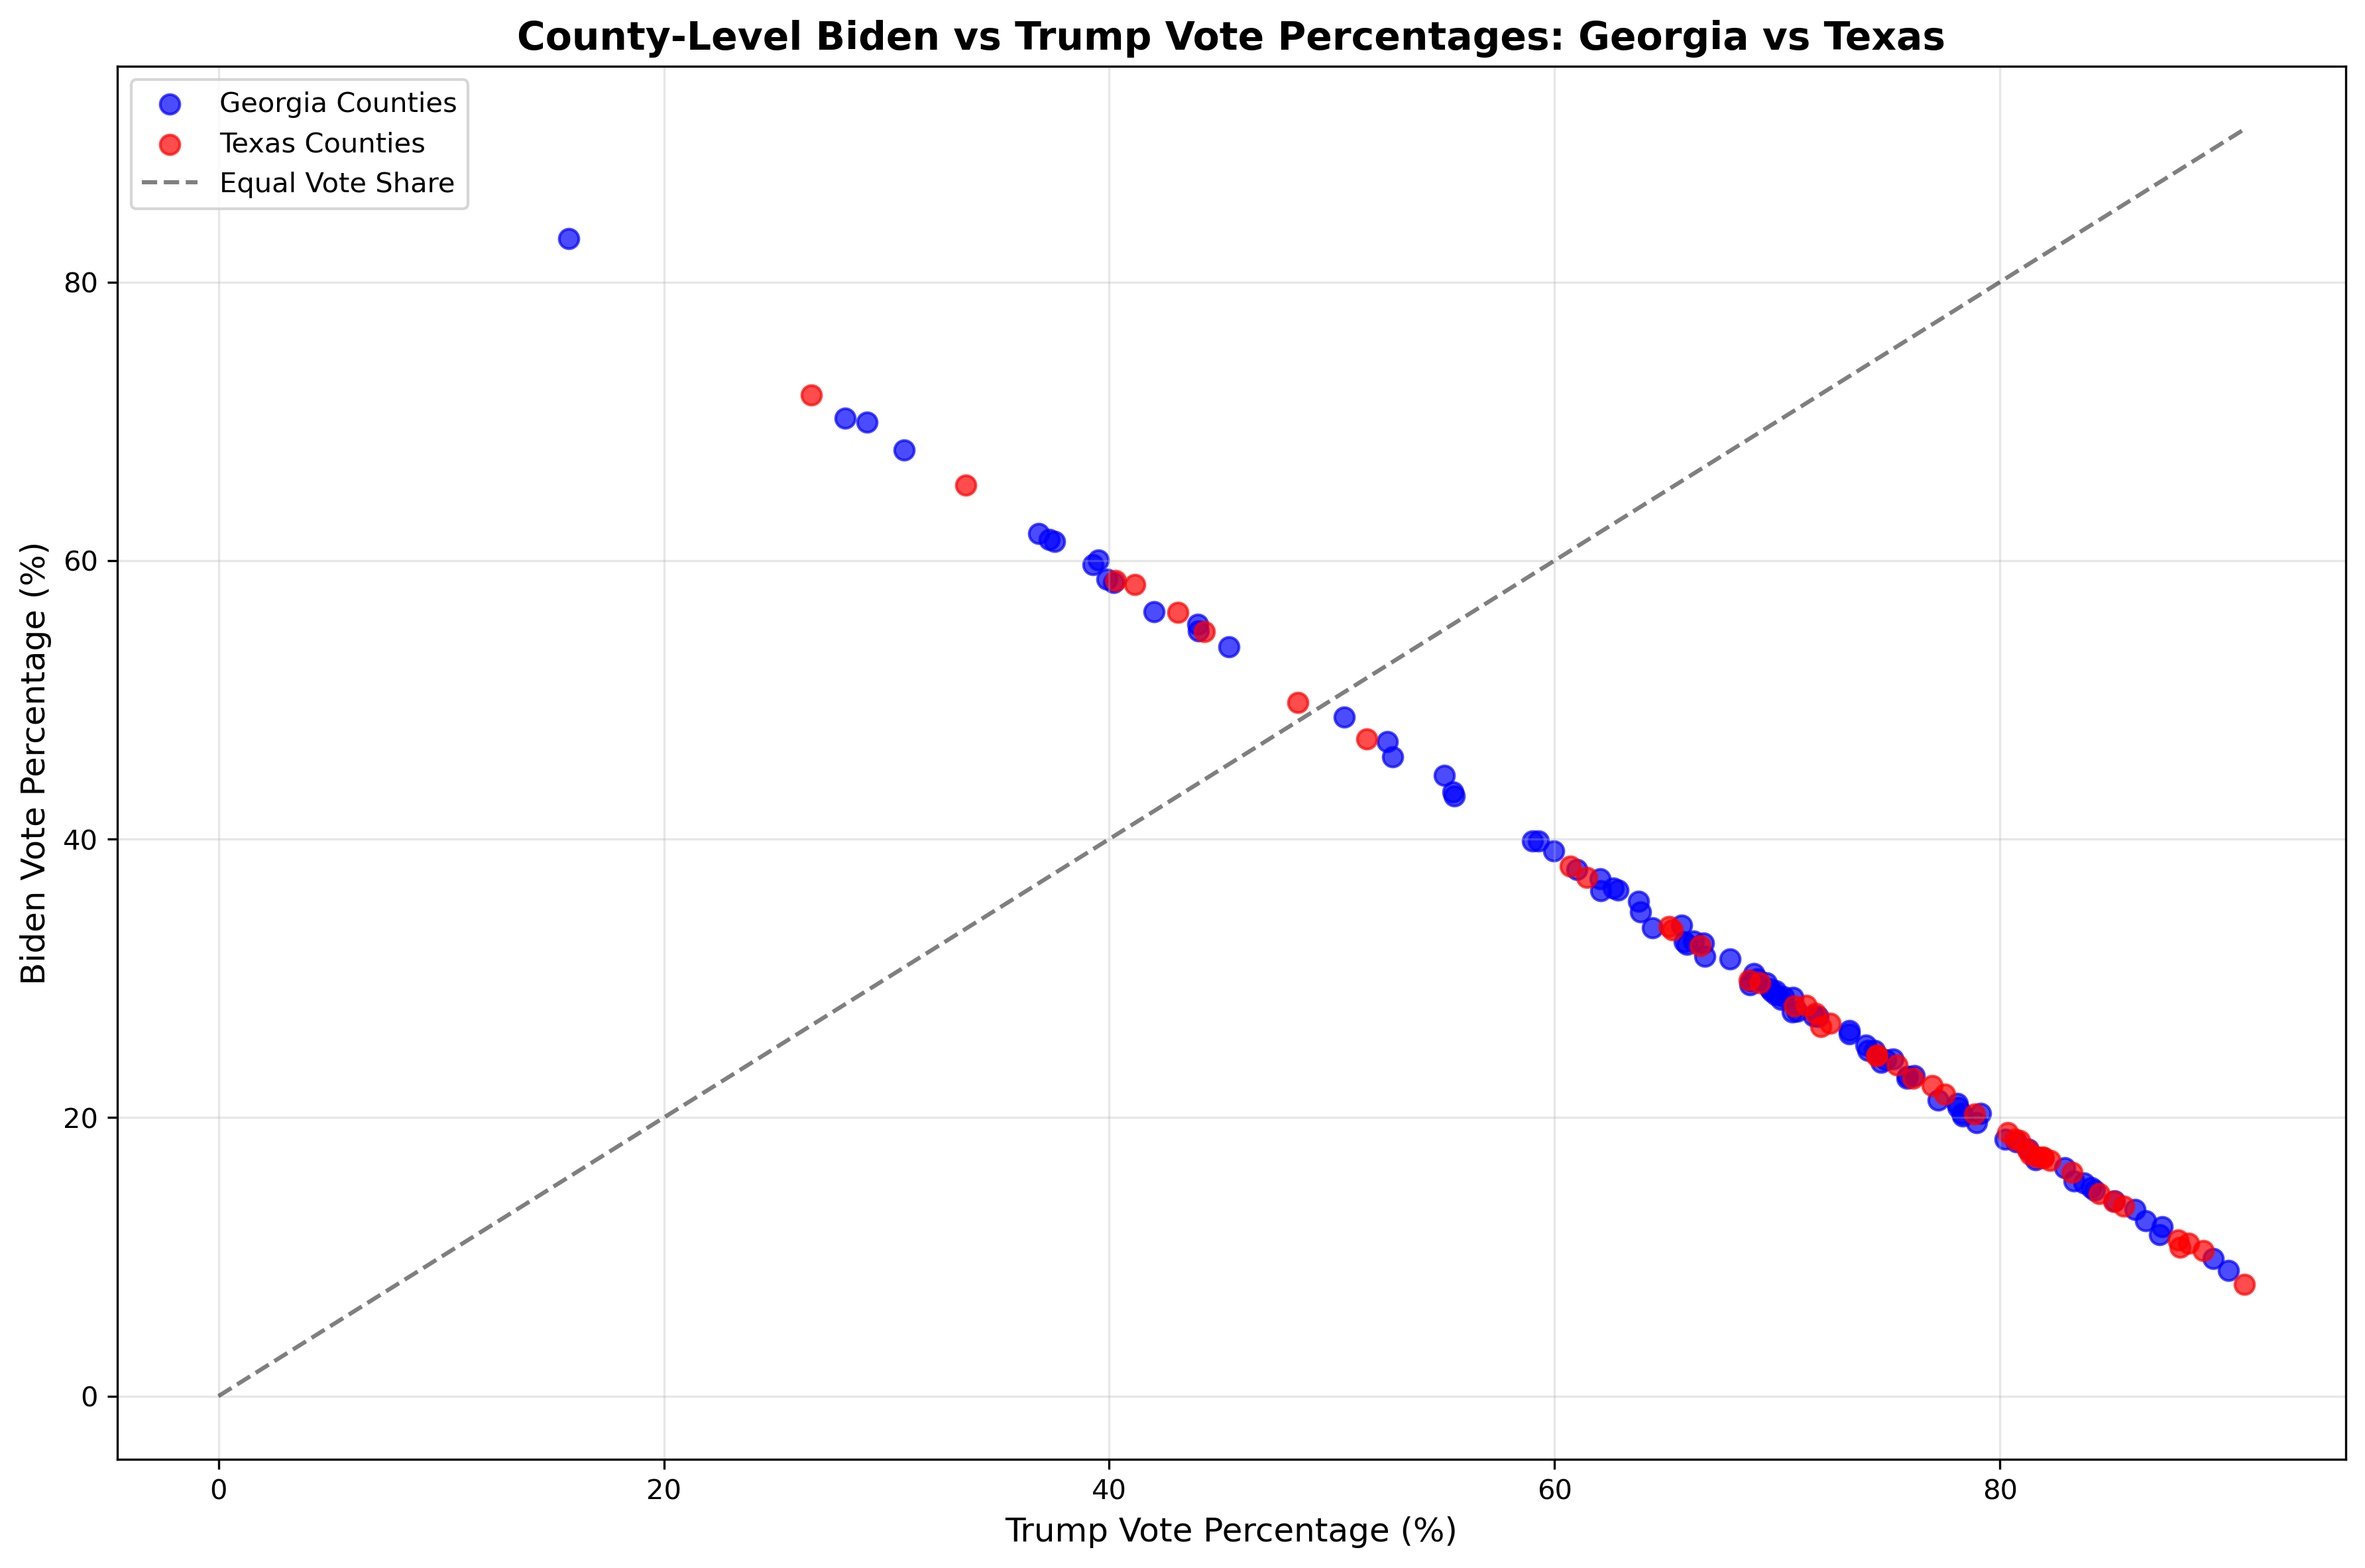 County-Level Biden vs Trump Vote Percentages: Georgia vs Texas
Georgia Counties
Texas Counties
Equal Vote Share
Biden Vote Percentage (%)
80
60
40
20
0
0 20 40 60 80
Trump Vote Percentage (%)